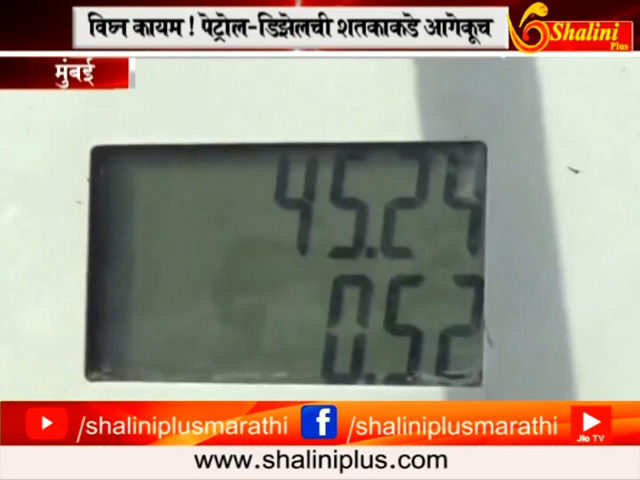 विघ्न कायम ! पेट्रोल-डिझेलची शतकाकडे आगेकूच
Shalini
Plus
मुंबई
45.24
0.52
/shaliniplusmarathi
/shaliniplusmarathi
Jio TV
www.shaliniplus.com